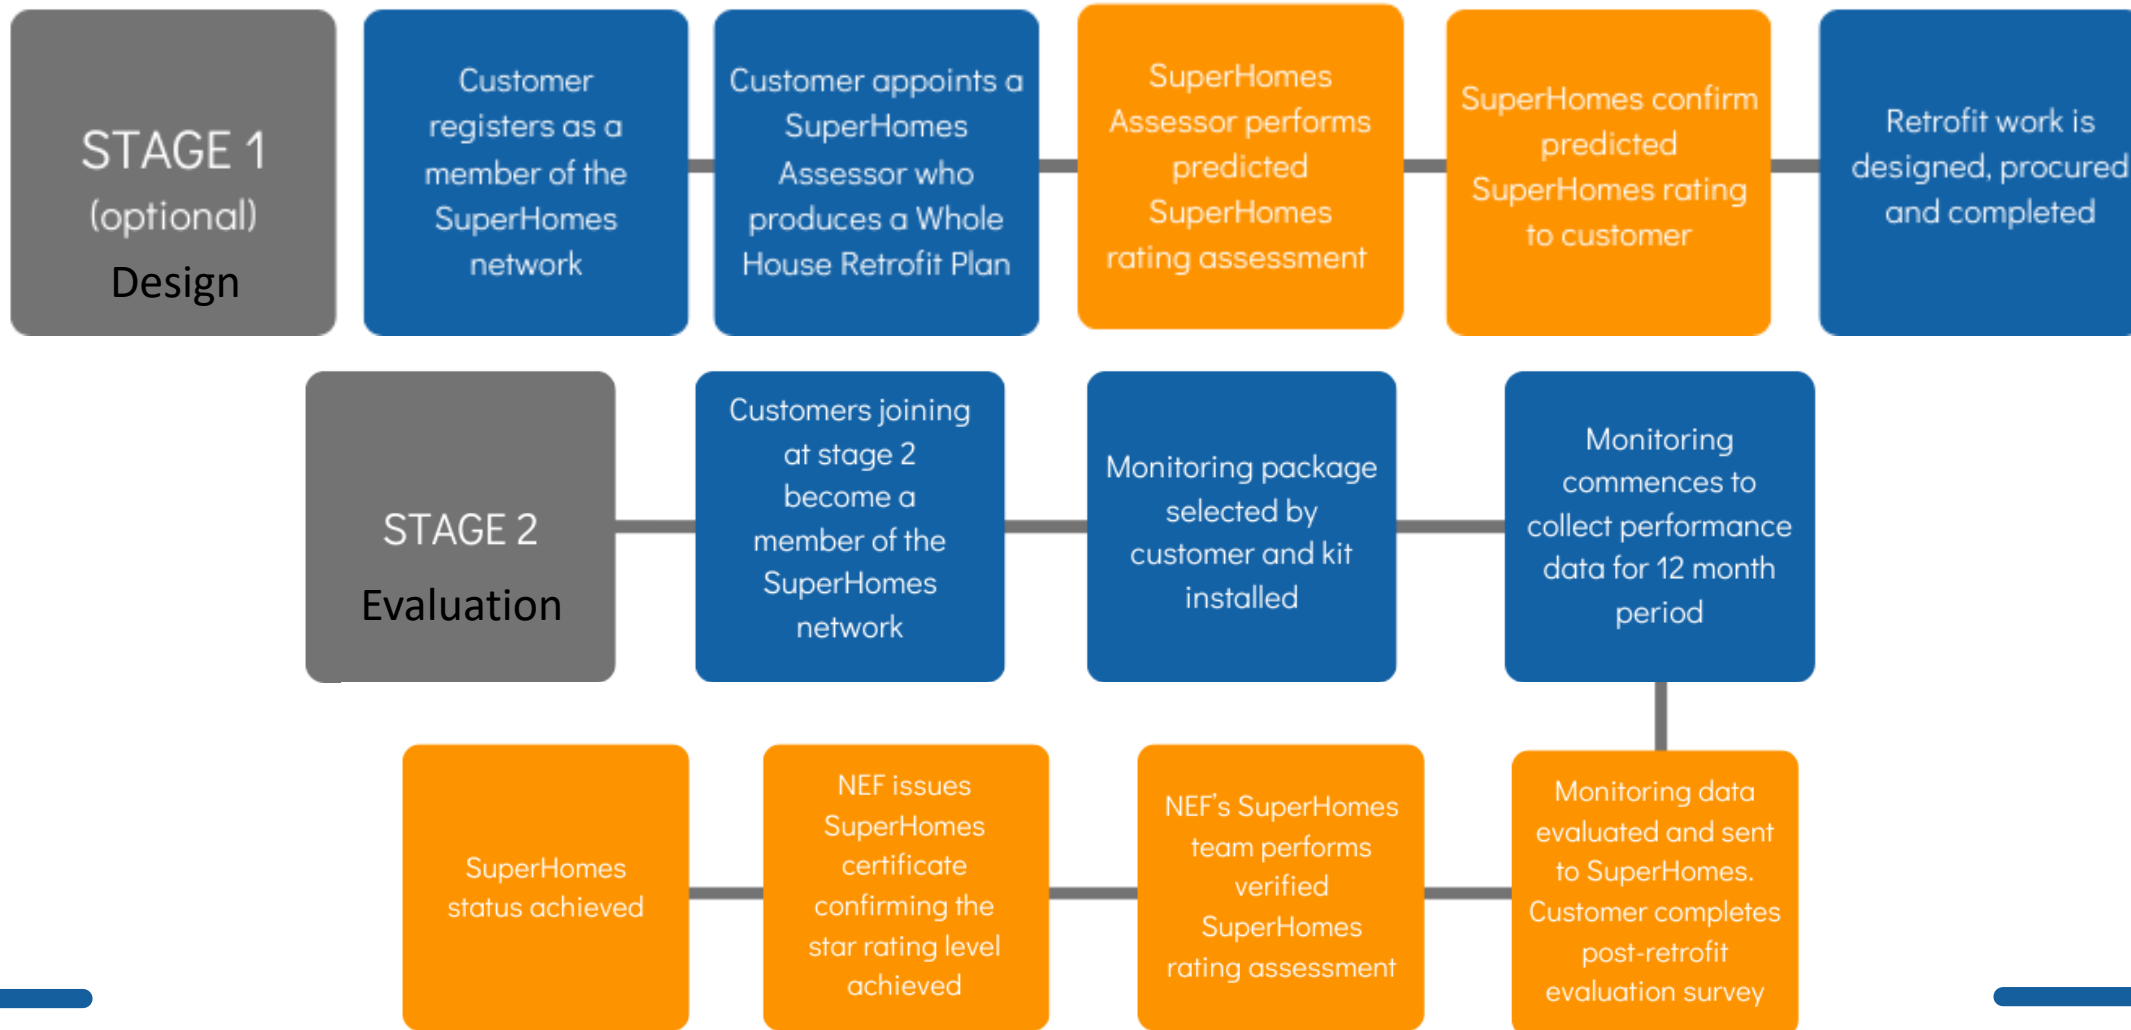 STAGE 1
(optional)
Design
Customer
registers as a
member of the
SuperHomes
network
Customer appoints a
SuperHomes
Assessor who
produces a Whole
House Retrofit Plan
SuperHomes
Assessor performs
predicted
SuperHomes
rating assessment
SuperHomes confirm
predicted
SuperHomes rating
to customer
Retrofit work is
designed, procured
and completed
STAGE 2
Evaluation
Customers joining
at stage 2
become a
member of the
SuperHomes
network
Monitoring package
selected by
customer and kit
installed
Monitoring
commences to
collect performance
data for 12 month
period
Monitoring data
evaluated and sent
to SuperHomes.
Customer completes
post-retrofit
evaluation survey
NEF's SuperHomes
team performs
verified
SuperHomes
rating assessment
NEF issues
SuperHomes
certificate
confirming the
star rating level
achieved
SuperHomes
status achieved